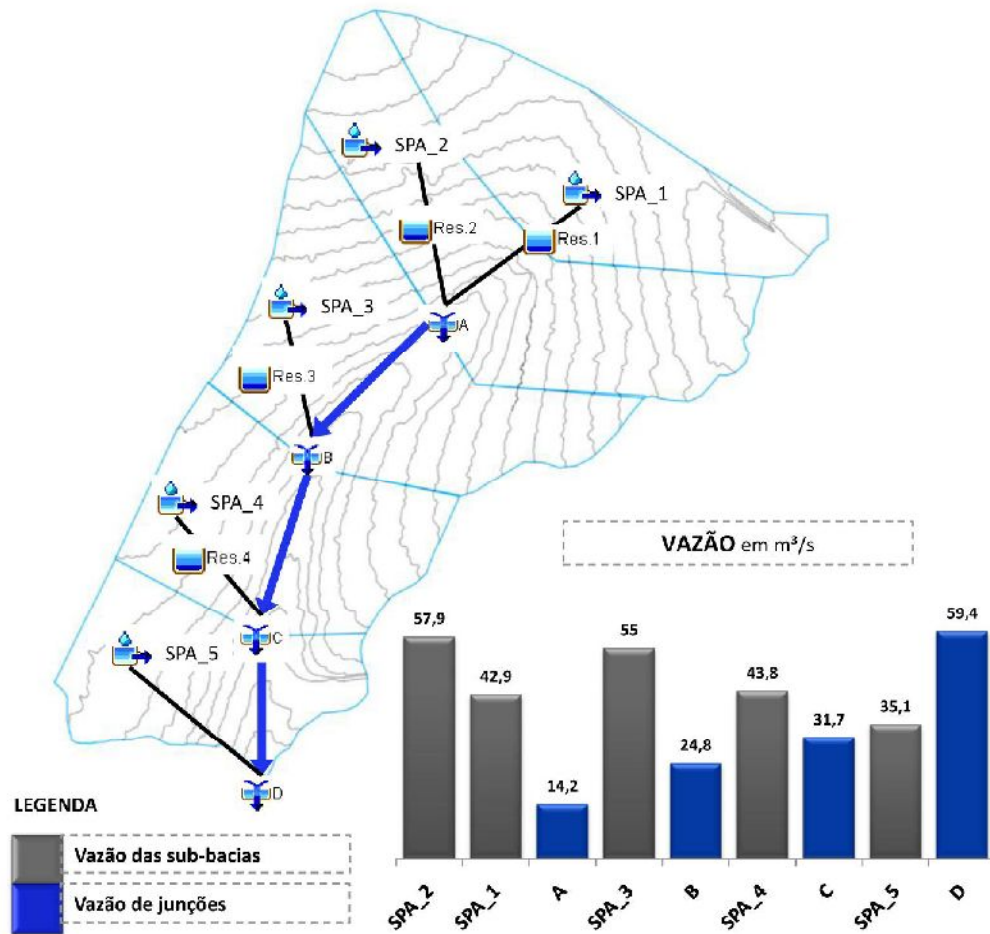 SPA_2
SPA_1
Res.2
Res.1
SPA_3
A
Res.3
B
SPA_4
Res.4
C
SPA_5
D
VAZÃO em m³/s
57,9
42,9
14,2
55
24,8
43,8
31,7
35,1
59,4
SPA_2
SPA_1
A
SPA_3
B
SPA_4
C
SPA_5
D
LEGENDA
Vazão das sub-bacias
Vazão de junções